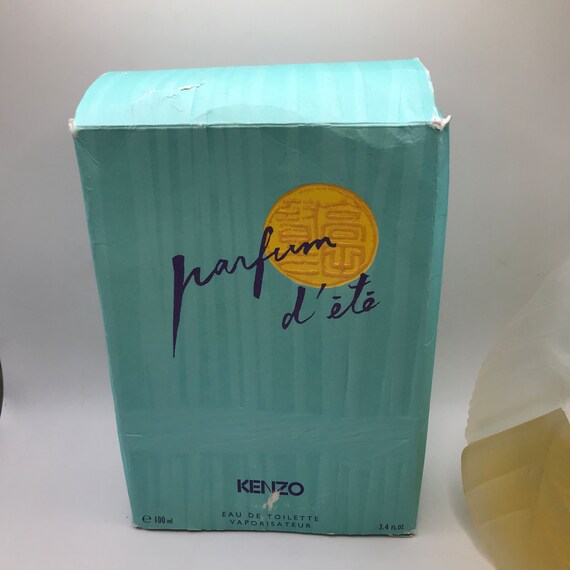 parfum
d'été
KENZO
EAU DE TOILETTE
VAPORISATEUR
e 100 ml
3.4 fl.oz